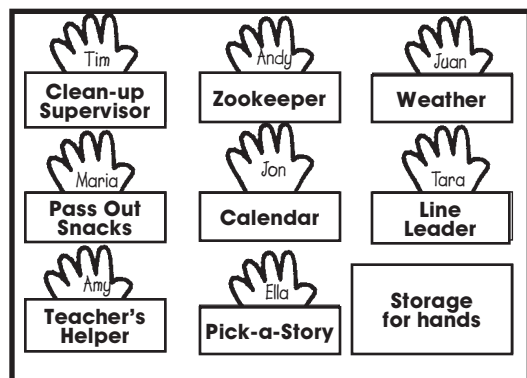 Tim
Clean-up
Supervisor
Andy
Zookeeper
Juan
Weather
Maria
Pass Out
Snacks
Jon
Calendar
Tara
Line
Leader
Amy
Teacher's
Helper
Ella
Pick-a-Story
Storage
for hands